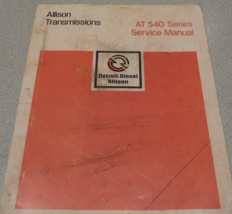 Allison
Transmissions
AT 540 Series
Service Manual
Detroit Diesel
Allison